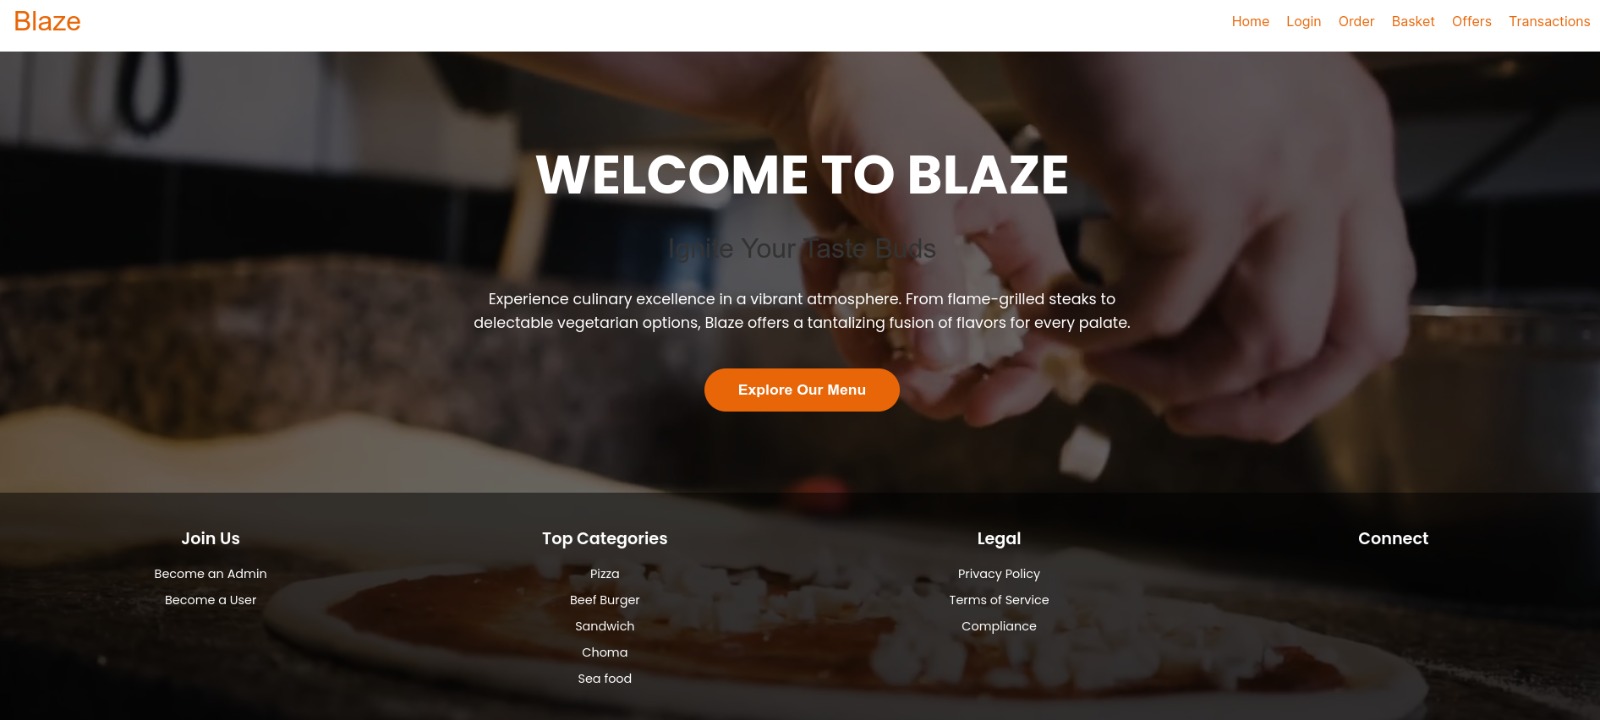 Blaze
Home Login Order Basket Offers Transactions
WELCOME TO BLAZE
Ignite Your Taste Buds
Experience culinary excellence in a vibrant atmosphere. From flame-grilled steaks to
delectable vegetarian options, Blaze offers a tantalizing fusion of flavors for every palate.
Explore Our Menu
Join Us
Become an Admin
Become a User
Top Categories
Pizza
Beef Burger
Sandwich
Choma
Sea food
Legal
Privacy Policy
Terms of Service
Compliance
Connect